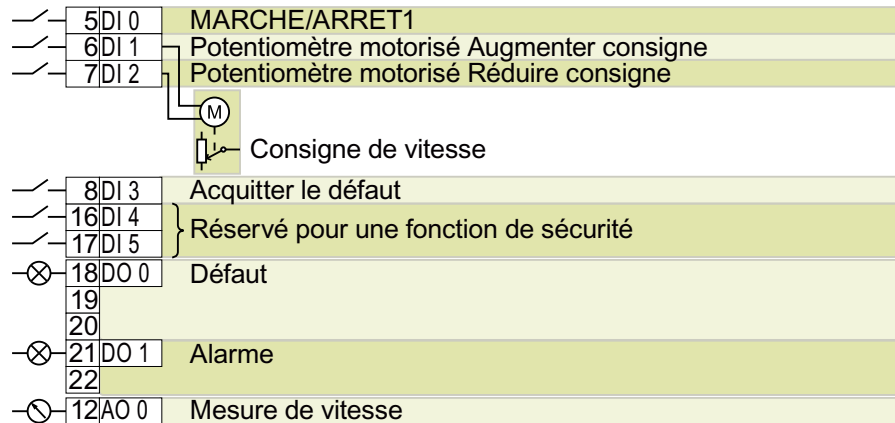 5 DI 0 MARCHE/ARRET1
6 DI 1 Potentiomètre motorisé Augmenter consigne
7 DI 2 Potentiomètre motorisé Réduire consigne
M
Consigne de vitesse
8 DI 3 Acquitter le défaut
16 DI 4
Réservé pour une fonction de sécurité
17 DI 5
18 DO 0 Défaut
19
20
21 DO 1 Alarme
22
12 AO 0 Mesure de vitesse